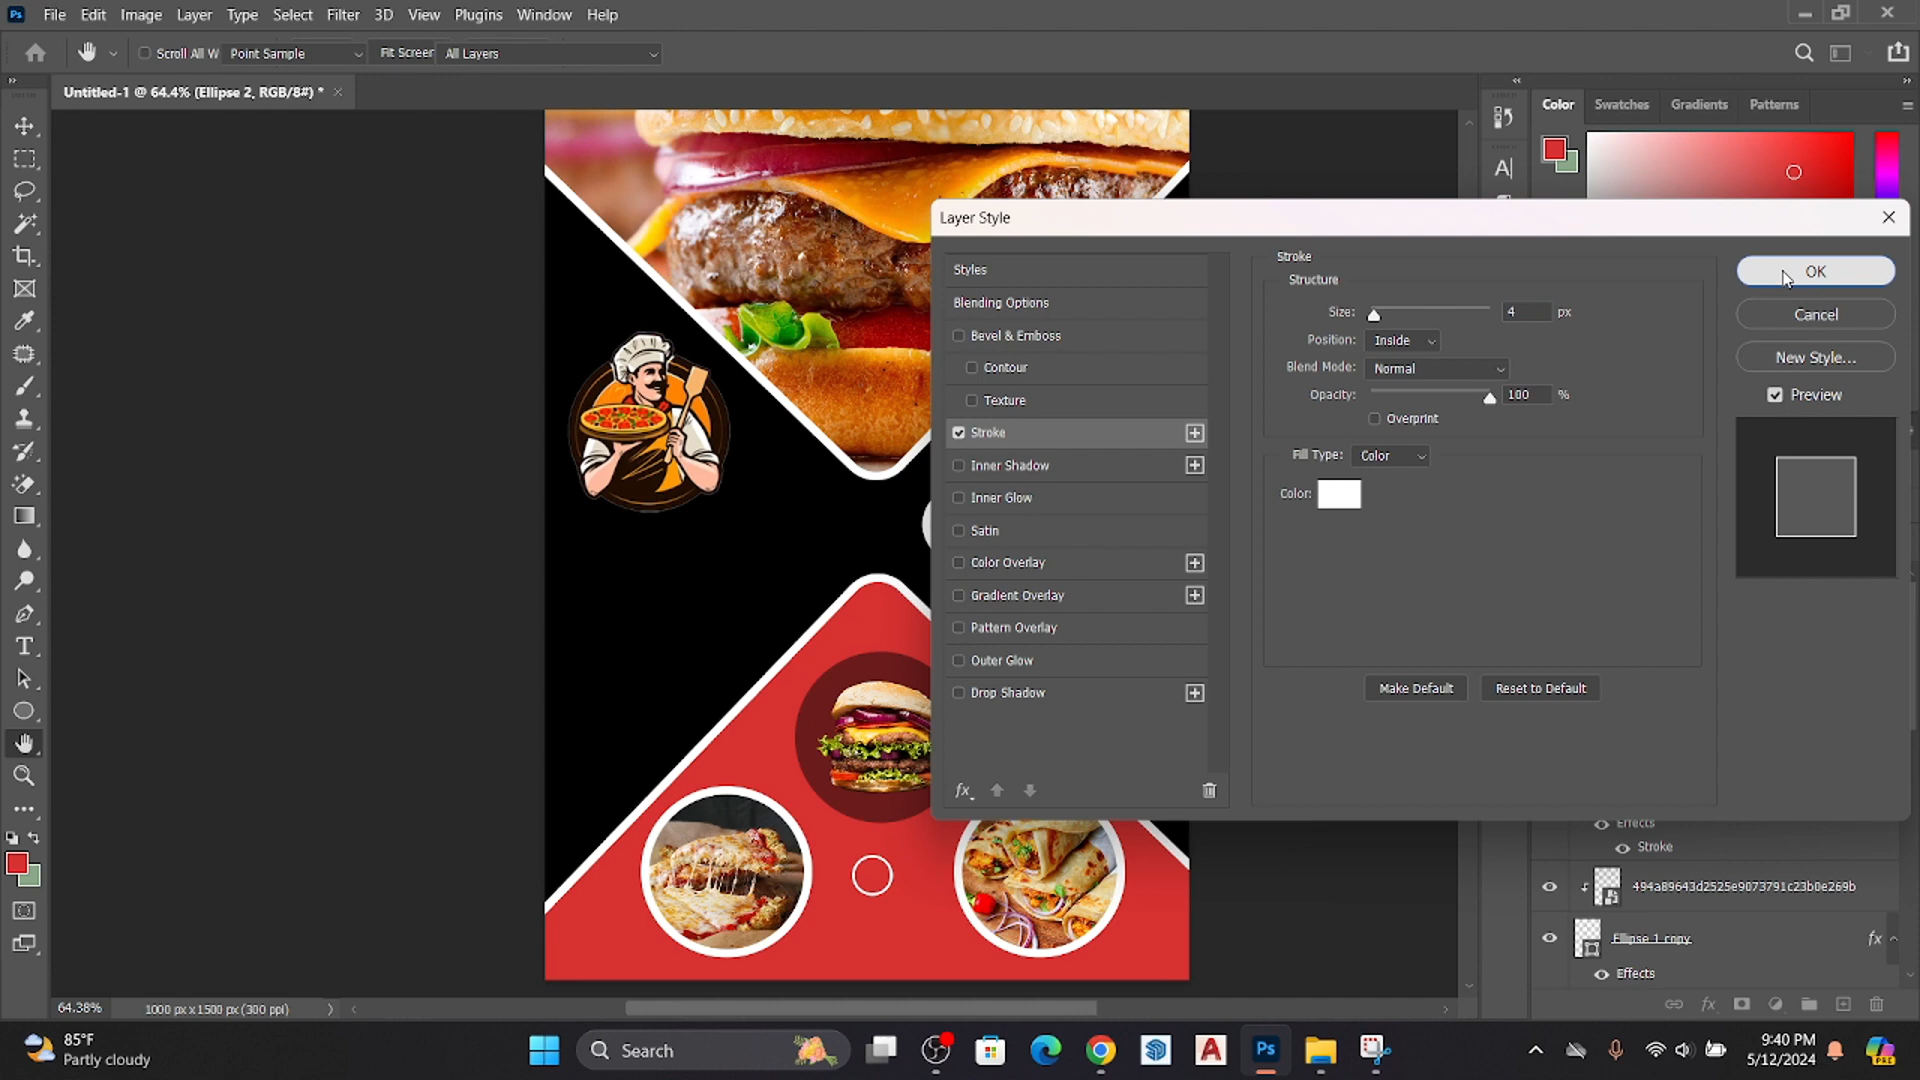 File Edit Image Layer Type Select Filter 3D View Plugins Window Help
Scroll All W Point Sample Fit Screen All Layers
Untitled-1 @ 64.4% (Ellipse 2, RGB/8#) *
Color Swatches Gradients Patterns
Layer Style
Styles
Blending Options
Bevel & Emboss
Contour
Texture
Stroke
Inner Shadow
Inner Glow
Satin
Color Overlay
Gradient Overlay
Pattern Overlay
Outer Glow
Drop Shadow
fx
Stroke
Structure
Size: 4 px
Position: Inside
Blend Mode: Normal
Opacity: 100 %
Overprint
Fill Type: Color
Color:
Make Default Reset to Default
OK
Cancel
New Style...
Preview
Effects
Stroke
494a89643d2525e9073791c23b0e269b
Ellipse 1 copy fx
Effects
fx
64.38% 1000 px x 1500 px (300 ppi)
85°F
Partly cloudy
Search
Ps
9:40 PM
5/12/2024